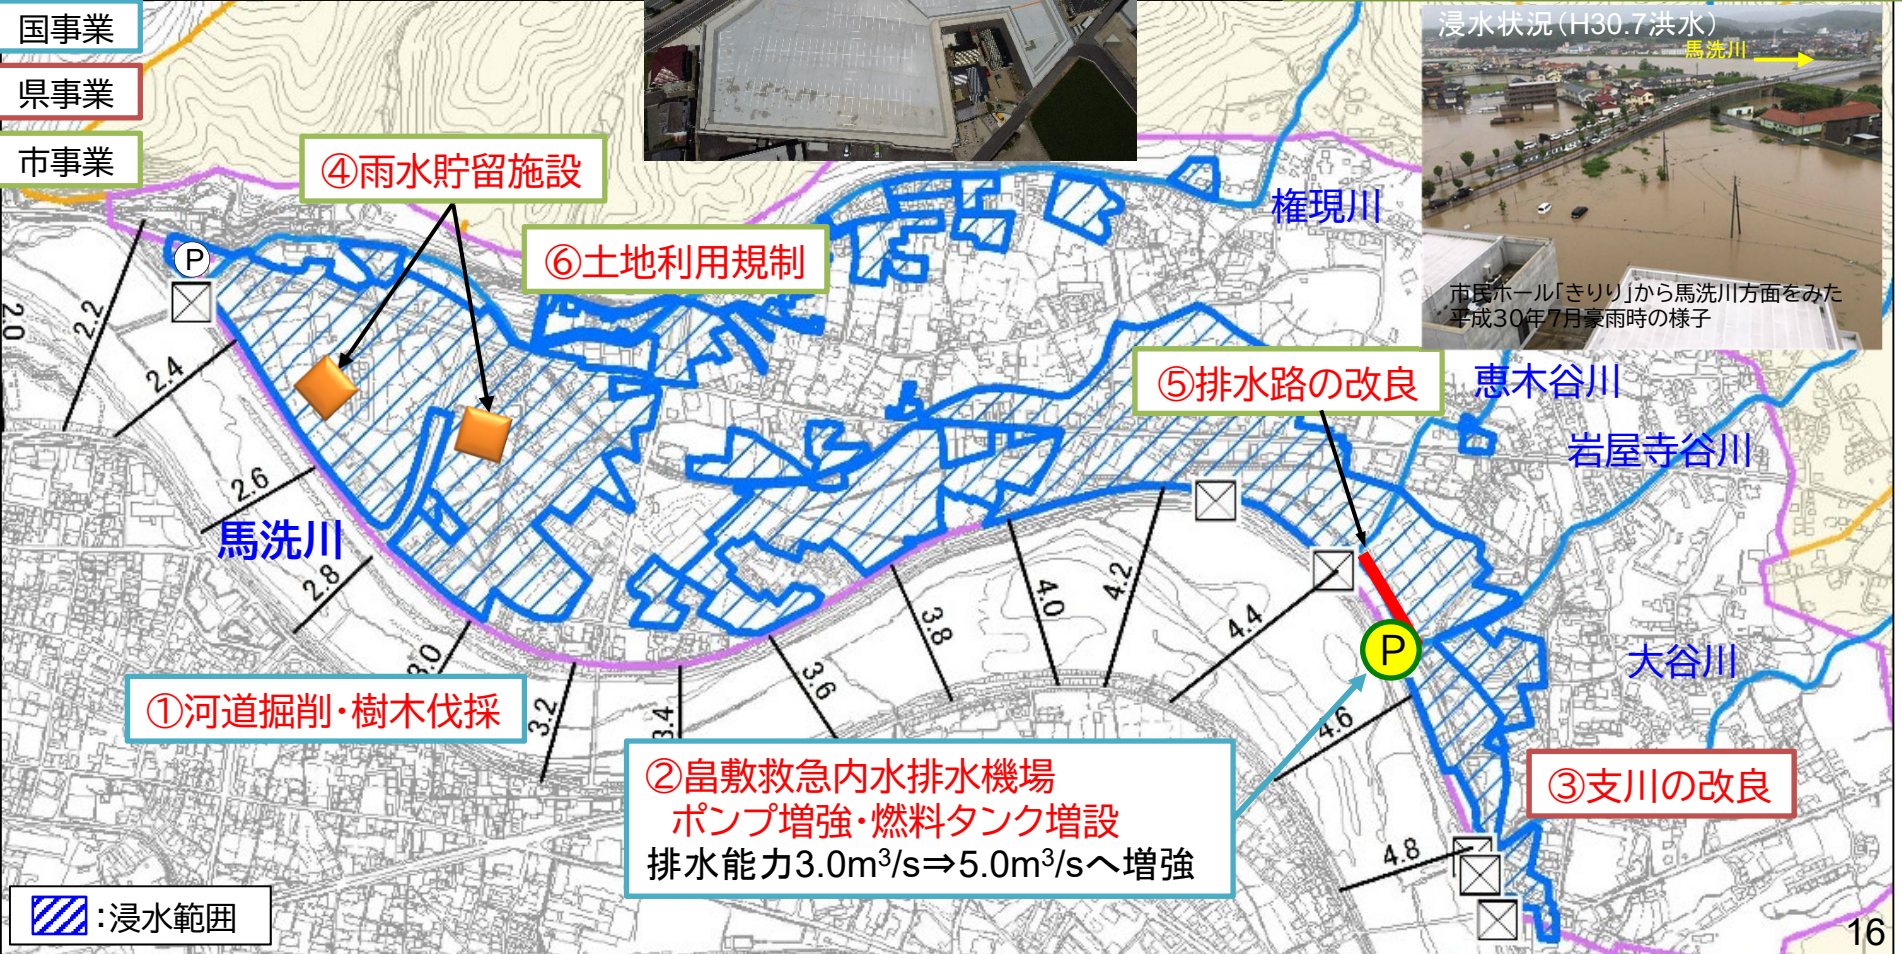 国事業
県事業
市事業
浸水状況(H30.7洪水)
馬洗川
市民ホール「きりり」から馬洗川方面をみた
平成30年7月豪雨時の様子
④雨水貯留施設
権現川
⑥土地利用規制
P
2.0
2.2
2.4
⑤排水路の改良
恵木谷川
岩屋寺谷川
2.6
馬洗川
2.8
3.0
3.2
3.4
3.6
3.8
4.0
4.2
4.4
P
4.6
4.8
大谷川
①河道掘削・樹木伐採
②畠敷救急内水排水機場
ポンプ増強・燃料タンク増設
排水能力3.0m³/s⇒5.0m³/sへ増強
③支川の改良
:浸水範囲
16